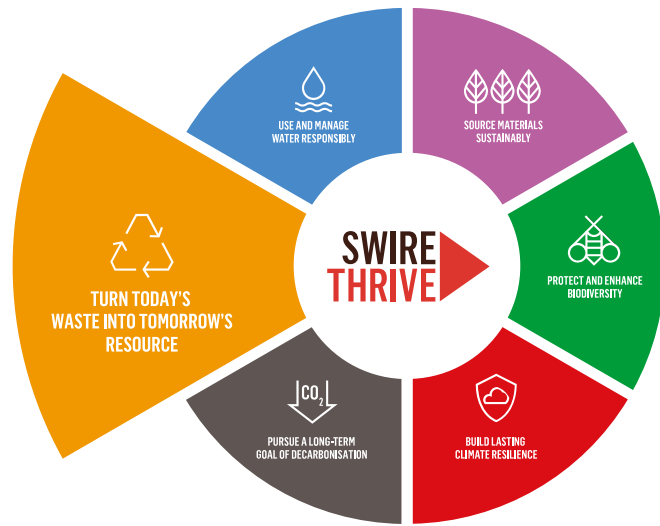 USE AND MANAGE
WATER RESPONSIBLY
SOURCE MATERIALS
SUSTAINABLY
TURN TODAY'S
WASTE INTO TOMORROW'S
RESOURCE
SWIRE
THRIVE
PROTECT AND ENHANCE
BIODIVERSITY
CO₂
PURSUE A LONG-TERM
GOAL OF DECARBONISATION
BUILD LASTING
CLIMATE RESILIENCE